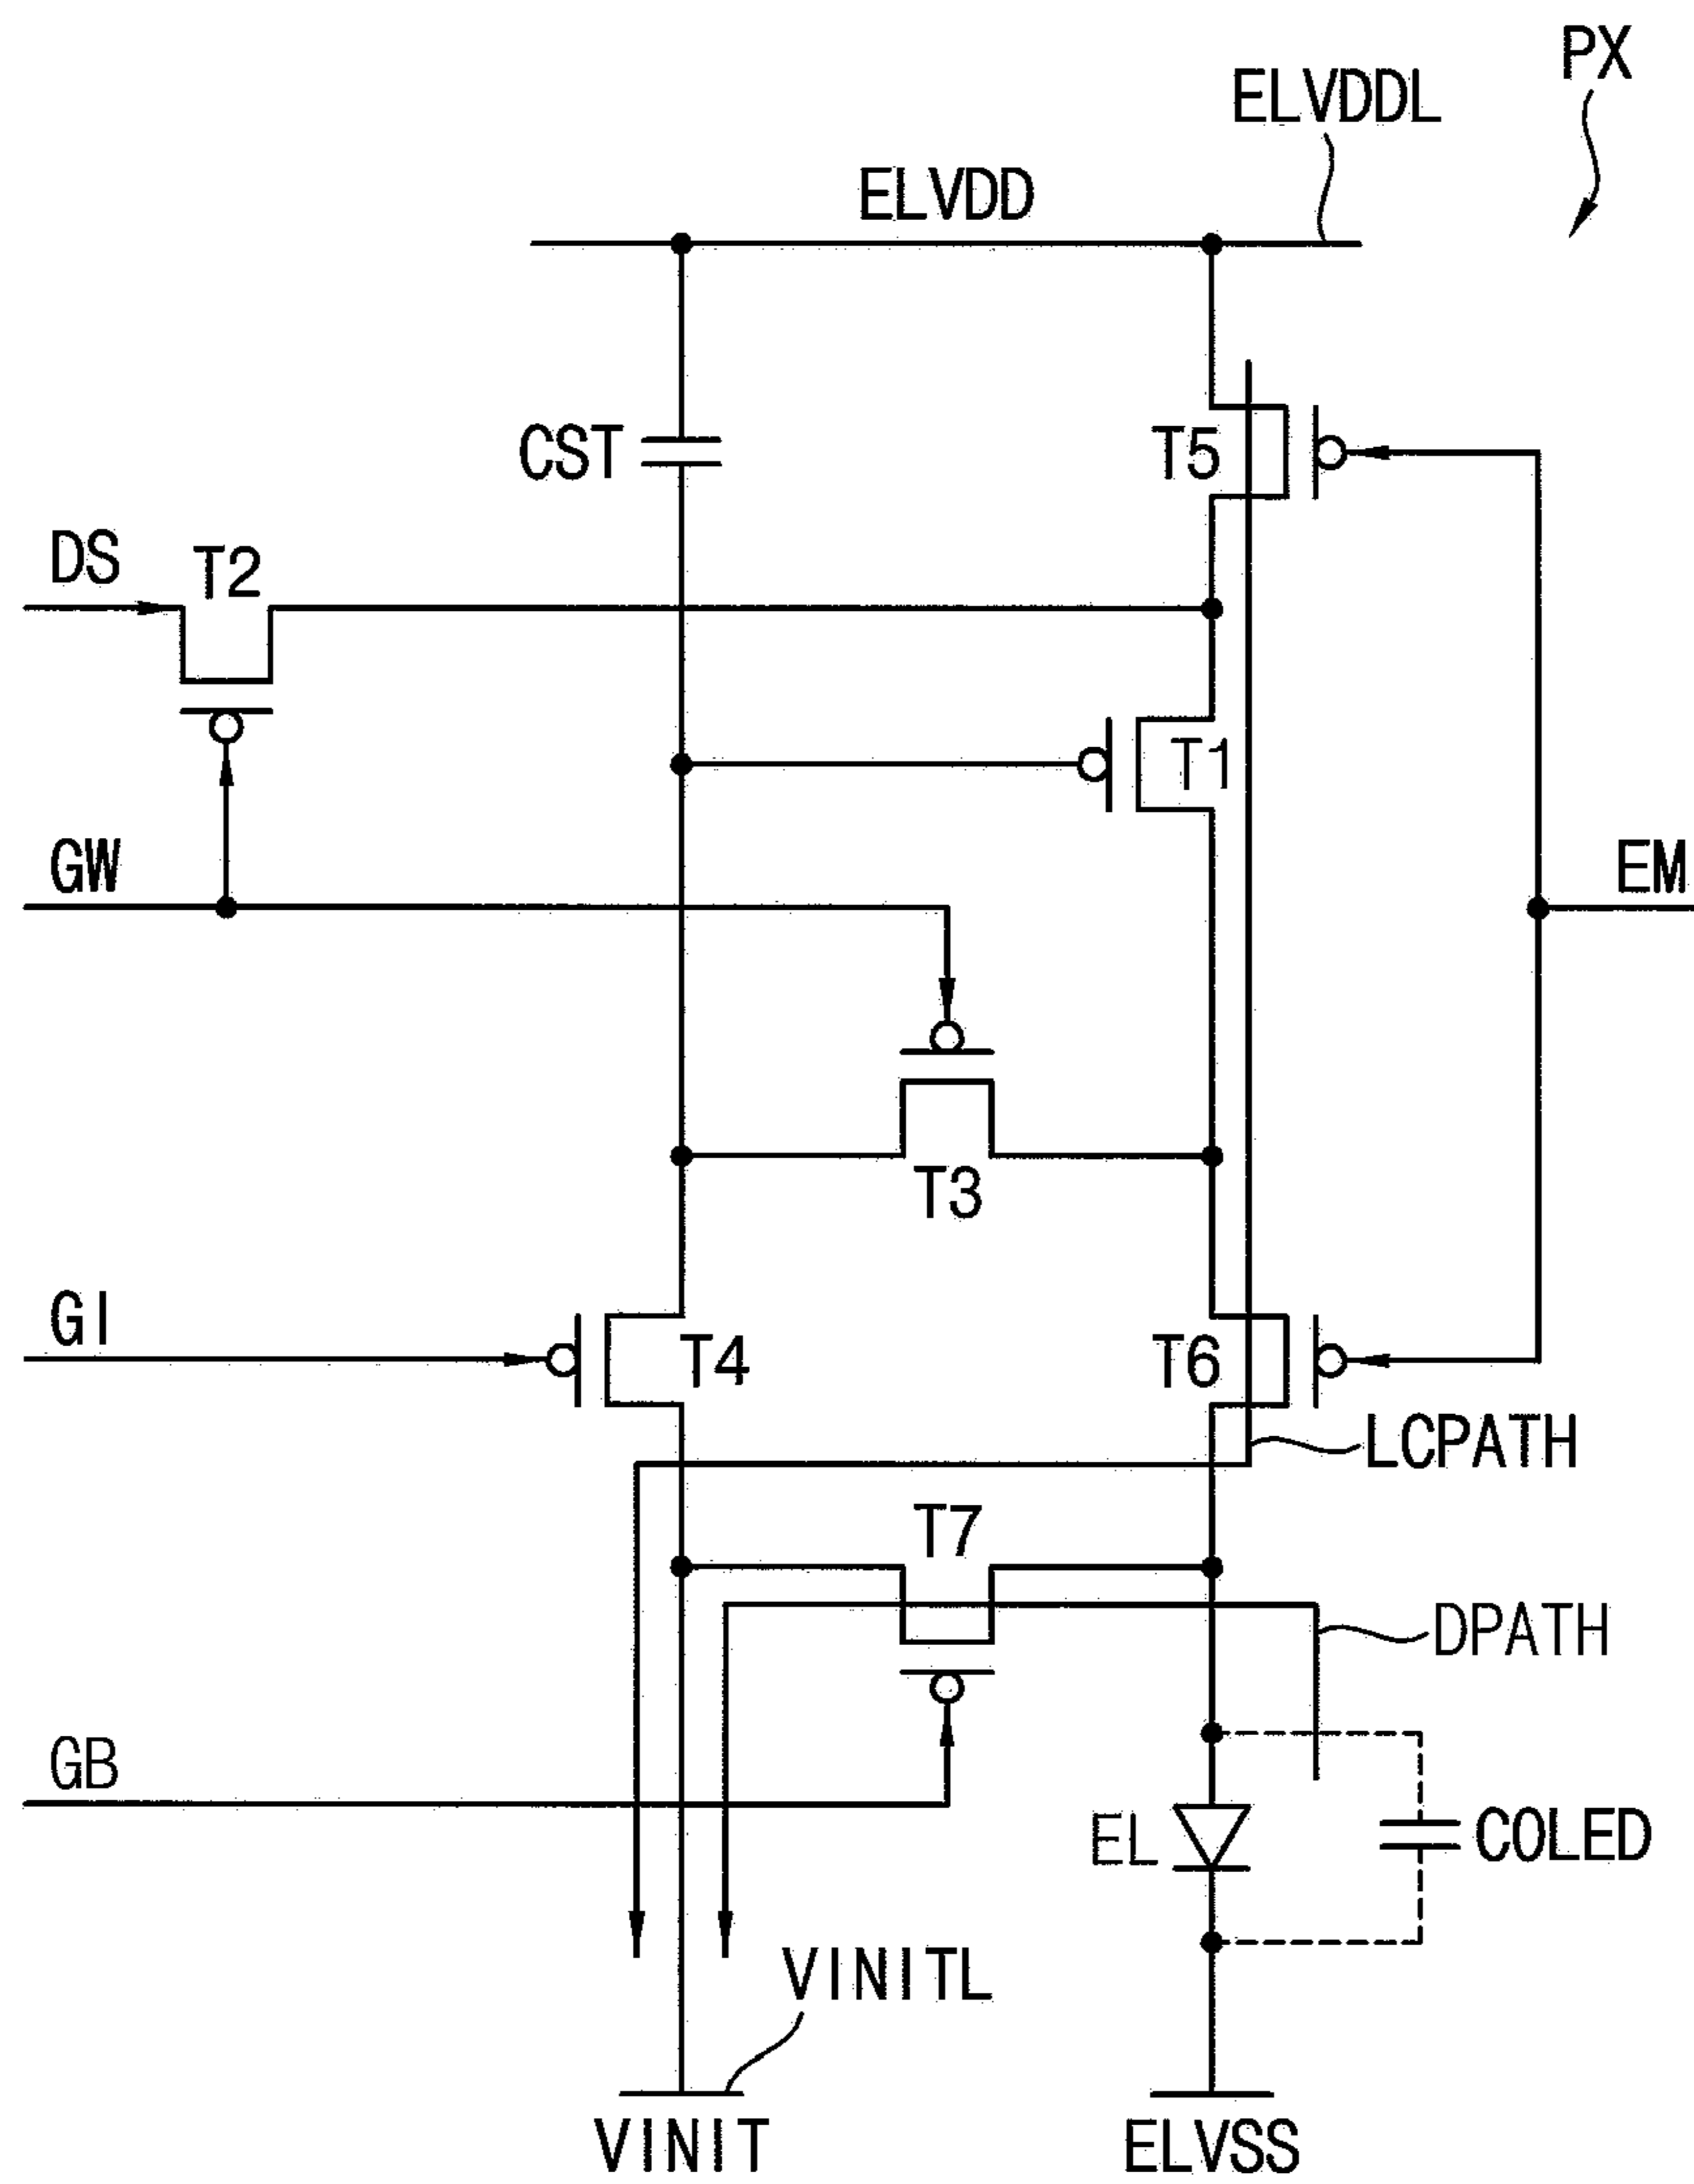 PX
ELVDDL
ELVDD
CST
T5
DS
T2
T1
GW
EM
T3
GI
T4
T6
LCPATH
T7
DPATH
GB
EL
COLED
VINITL
VINIT
ELVSS